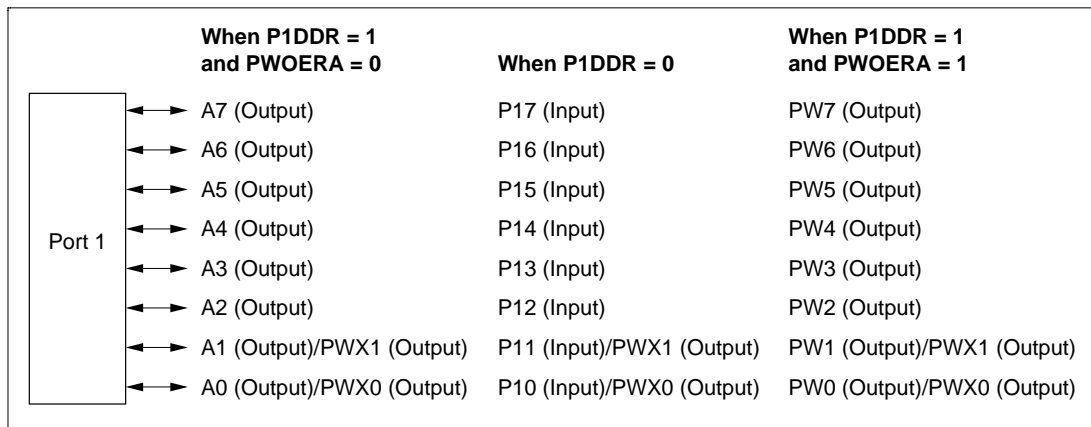 When P1DDR = 1
and PWOERA = 0
When P1DDR = 0
When P1DDR = 1
and PWOERA = 1
Port 1
A7 (Output) P17 (Input) PW7 (Output)
A6 (Output) P16 (Input) PW6 (Output)
A5 (Output) P15 (Input) PW5 (Output)
A4 (Output) P14 (Input) PW4 (Output)
A3 (Output) P13 (Input) PW3 (Output)
A2 (Output) P12 (Input) PW2 (Output)
A1 (Output)/PWX1 (Output) P11 (Input)/PWX1 (Output) PW1 (Output)/PWX1 (Output)
A0 (Output)/PWX0 (Output) P10 (Input)/PWX0 (Output) PW0 (Output)/PWX0 (Output)